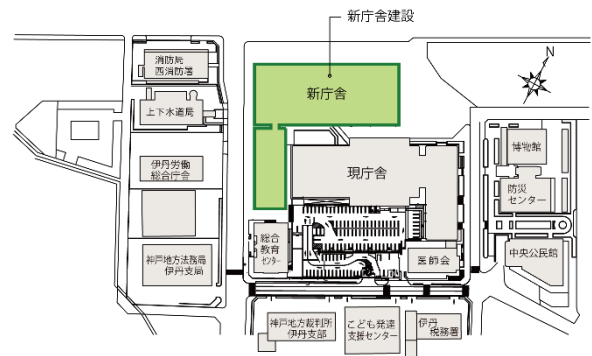 新庁舎建設
N
消防局
西消防署
新庁舎
上下水道局
博物館
伊丹労働
総合庁舎
現庁舎
防災
センター
総合
教育
センター
神戸地方法務局
伊丹支局
医師会
中央公民館
神戸地方裁判所
伊丹支部
こども発達
支援センター
伊丹
税務署